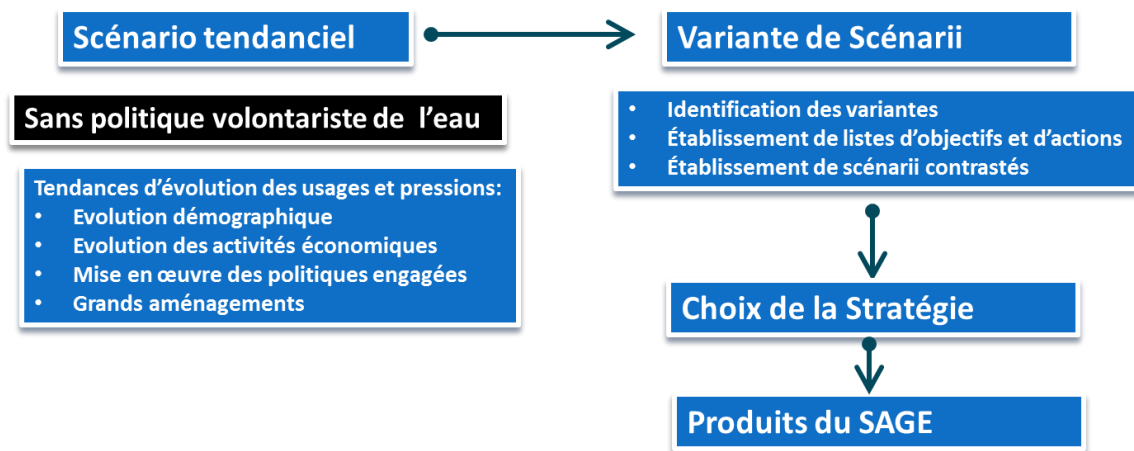 Scénario tendanciel
Sans politique volontariste de l'eau
Tendances d'évolution des usages et pressions:
• Evolution démographique
• Evolution des activités économiques
• Mise en œuvre des politiques engagées
• Grands aménagements
Variante de Scénarii
• Identification des variantes
• Établissement de listes d'objectifs et d'actions
• Établissement de scénarii contrastés
Choix de la Stratégie
Produits du SAGE